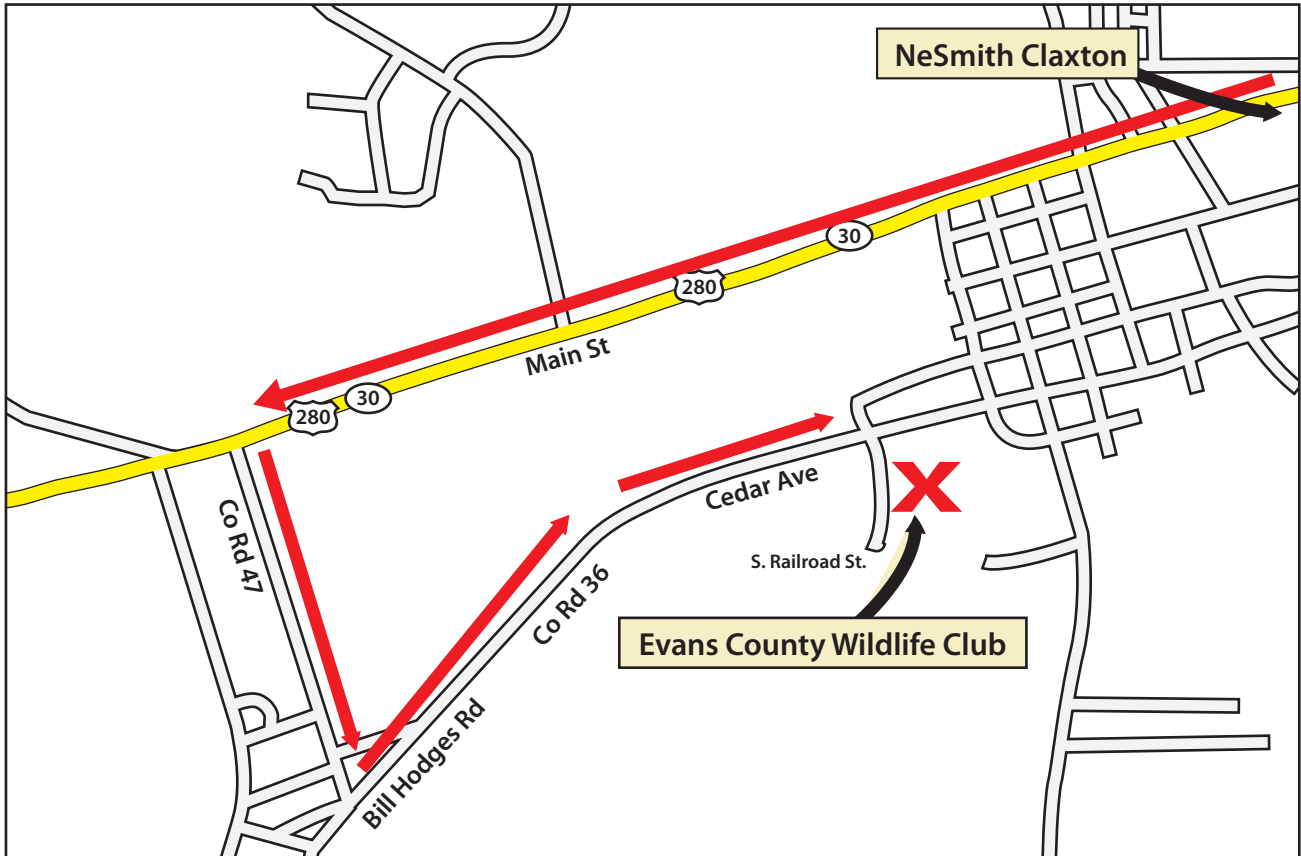 NeSmith Claxton
30
280
Main St
30
280
Co Rd 47
Cedar Ave
S. Railroad St.
Co Rd 36
Evans County Wildlife Club
Bill Hodges Rd